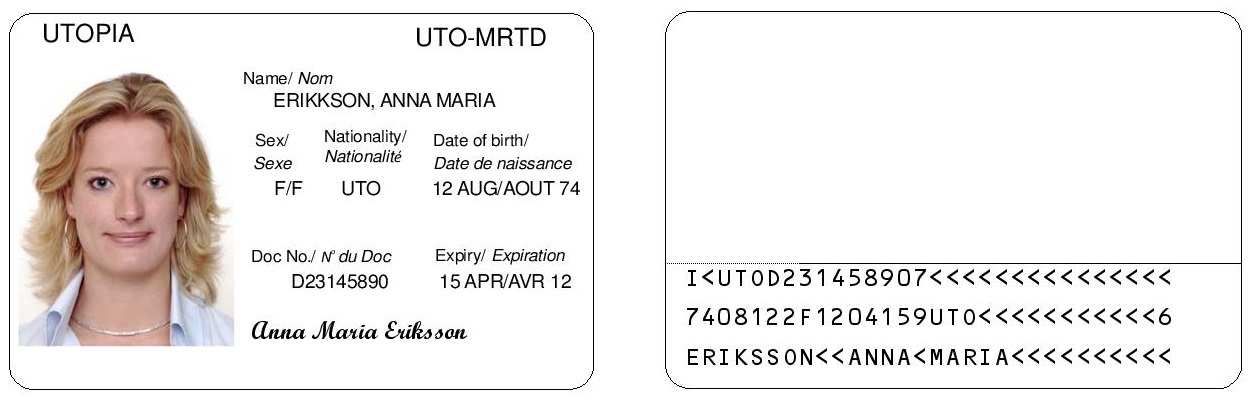 UTOPIA
UTO-MRTD
Name/ Nom
ERIKKSON, ANNA MARIA
Sex/ Sexe
Nationality/ Nationalité
Date of birth/ Date de naissance
F/F
UTO
12 AUG/AOUT 74
Doc No./ N° du Doc
Expiry/ Expiration
D23145890
15 APR/AVR 12
Anna Maria Eriksson
I<UTOD231458907<<<<<<<<<<<<<<<
7408122F1204159UTO<<<<<<<<<<<6
ERIKSSON<<ANNA<MARIA<<<<<<<<<<